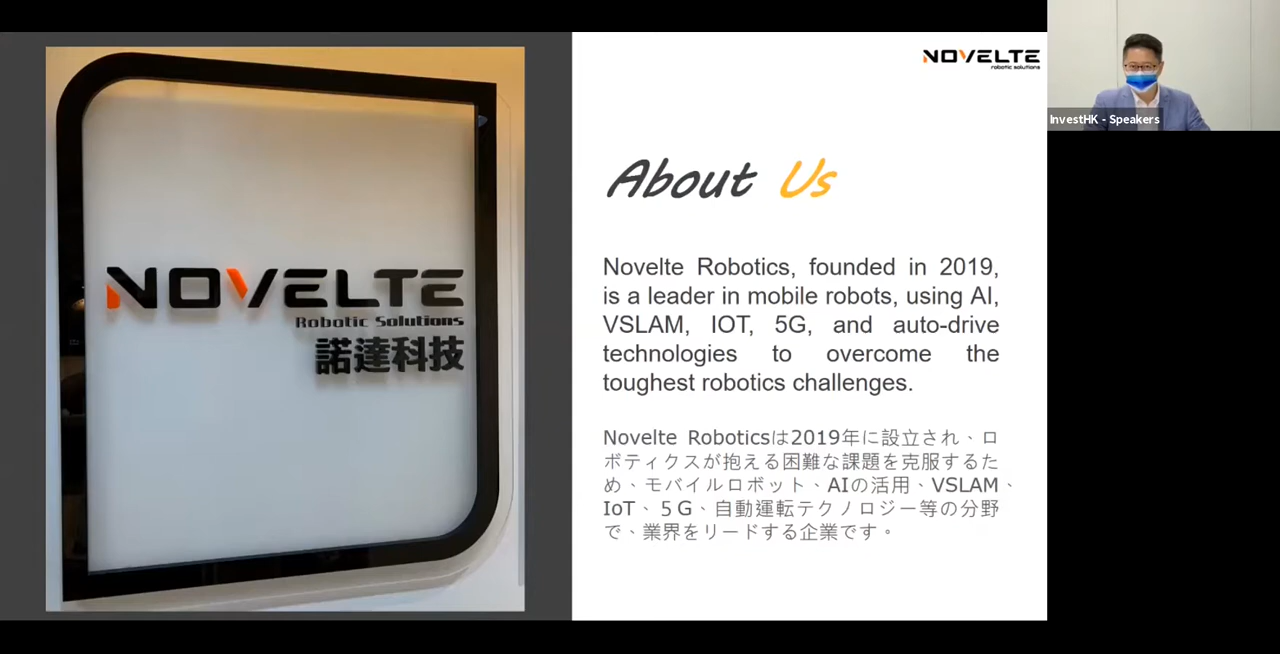 NOVELTE
Robotic Solutions
諾達科技
NOVELTE
robotic solutions
About Us
Novelte Robotics, founded in 2019,
is a leader in mobile robots, using AI,
VSLAM, IOT, 5G, and auto-drive
technologies to overcome the
toughest robotics challenges.
Novelte Roboticsは2019年に設立され、ロ
ボティクスが抱える困難な課題を克服するた
め、モバイルロボット、AIの活用、VSLAM、
IoT、５G、自動運転テクノロジー等の分野
で、業界をリードする企業です。
InvestHK - Speakers